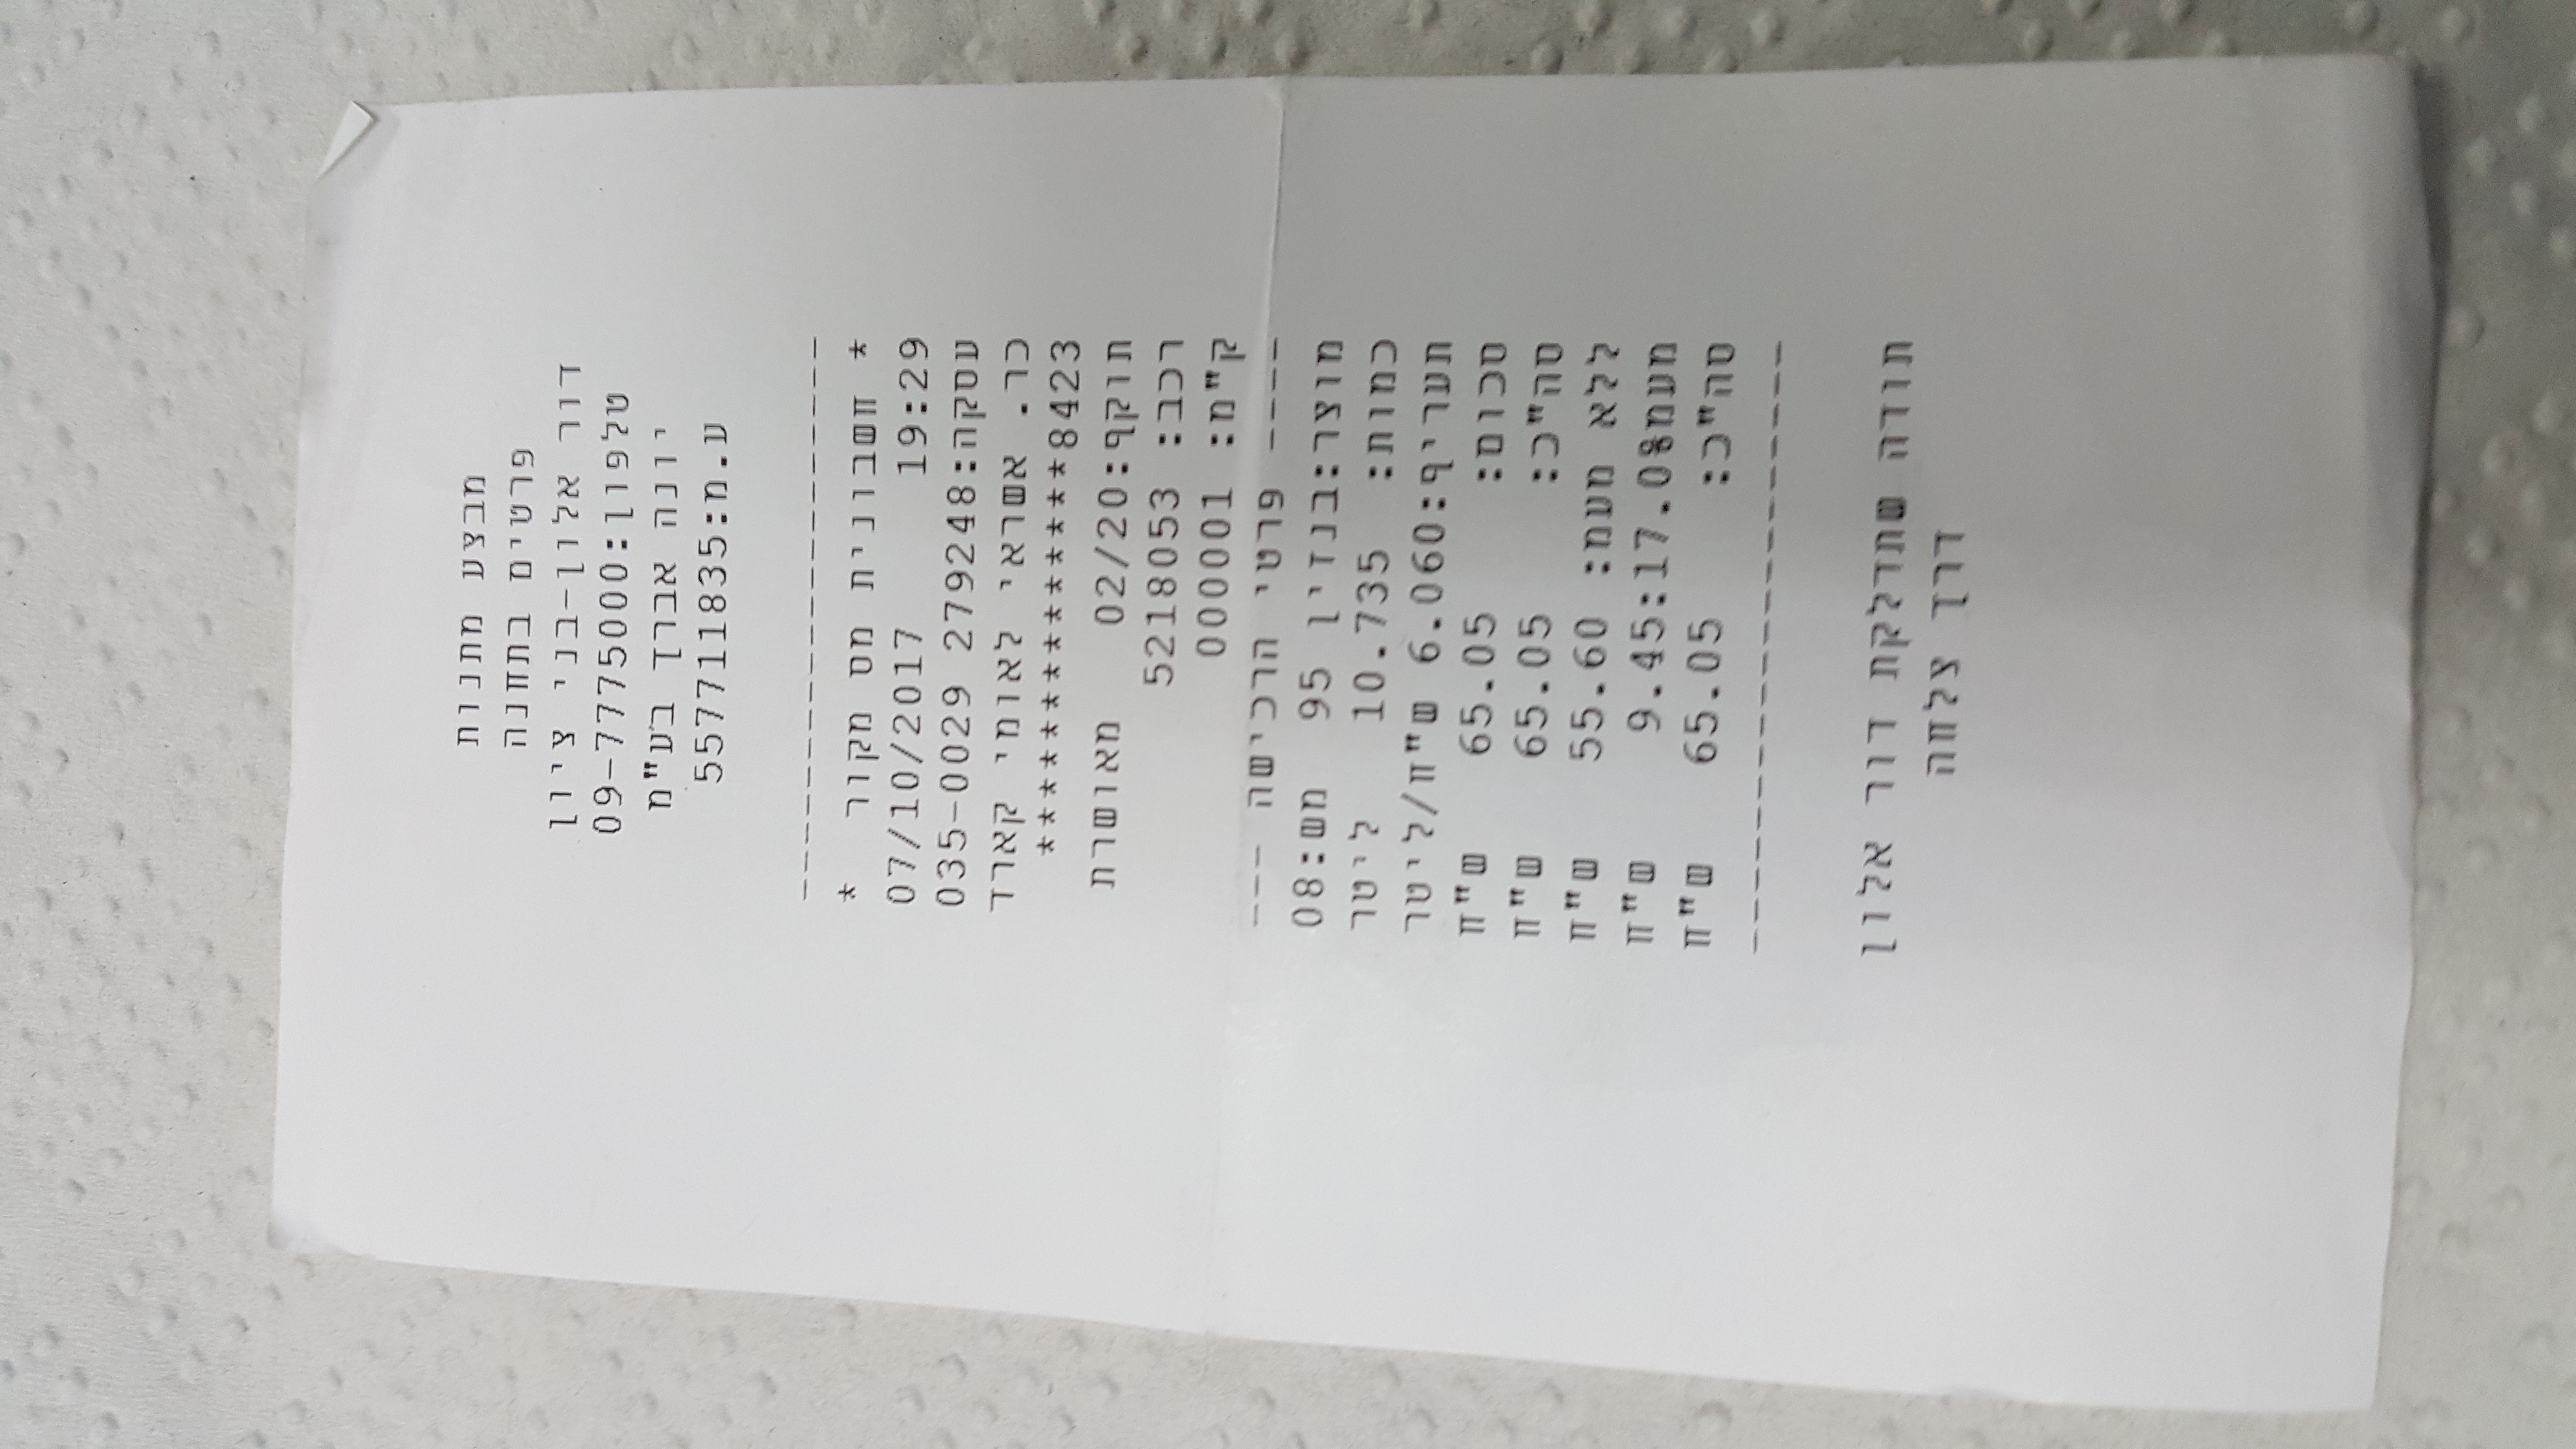 מבצע מתנות
פרטים בתחנה
דור אלון-בני ציון
טלפון:09-7775000
יונה אברך בע"מ
ע.מ:557711835
--------------------
* חשבונית מס מקור *
19:29 07/10/2017
עסקה:279248 035-0029
כר. אשראי לאומי קארד
**************8423
תוקף:02/20 מאושרת
רכב: 5218053
ק"מ: 000001
---- פרטי הרכישה ---
מוצר:בנזין 95 מש:08
כמות: 10.735 ליטר
תעריף:6.060 ש"ח/ליטר
סכום: 65.05 ש"ח
סה"כ: 65.05 ש"ח
ללא מעמ: 55.60 ש"ח
מעמ17.0%:9.45 ש"ח
סה"כ: 65.05 ש"ח
--------------------
תודה שתדלקת דור אלון
דרך צלחה